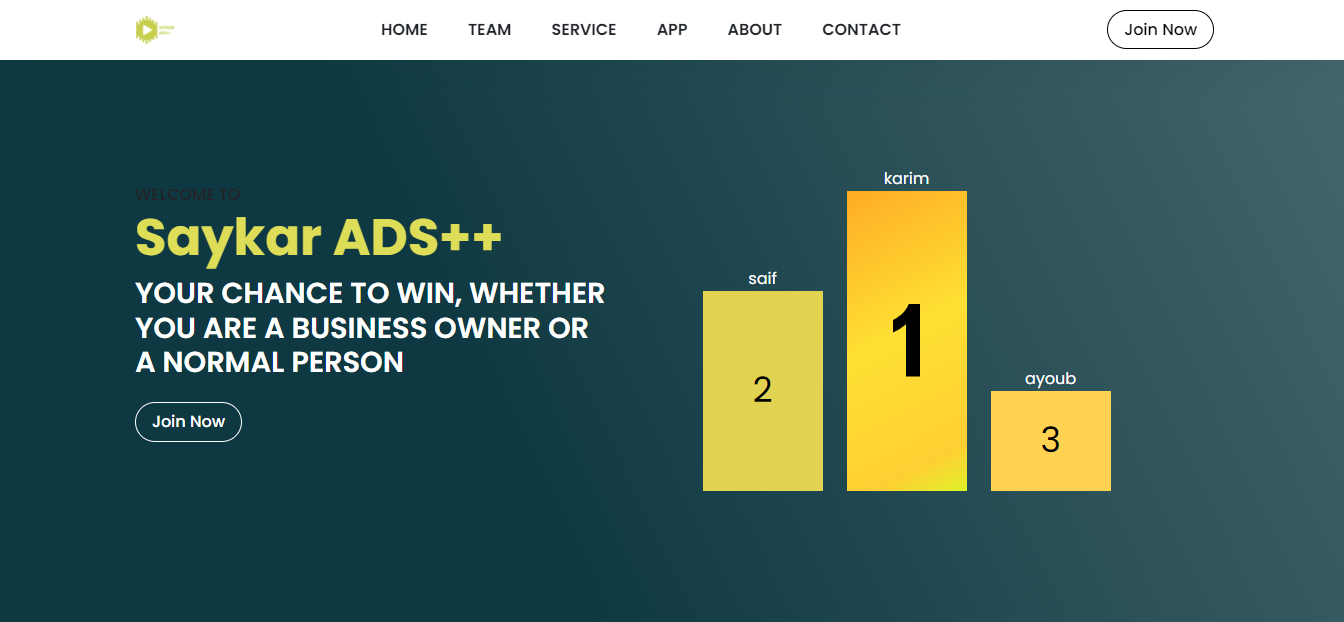 HOME TEAM SERVICE APP ABOUT CONTACT Join Now
WELCOME TO
Saykar ADS++
YOUR CHANCE TO WIN, WHETHER
YOU ARE A BUSINESS OWNER OR
A NORMAL PERSON
Join Now
karim
1
saif
2
ayoub
3